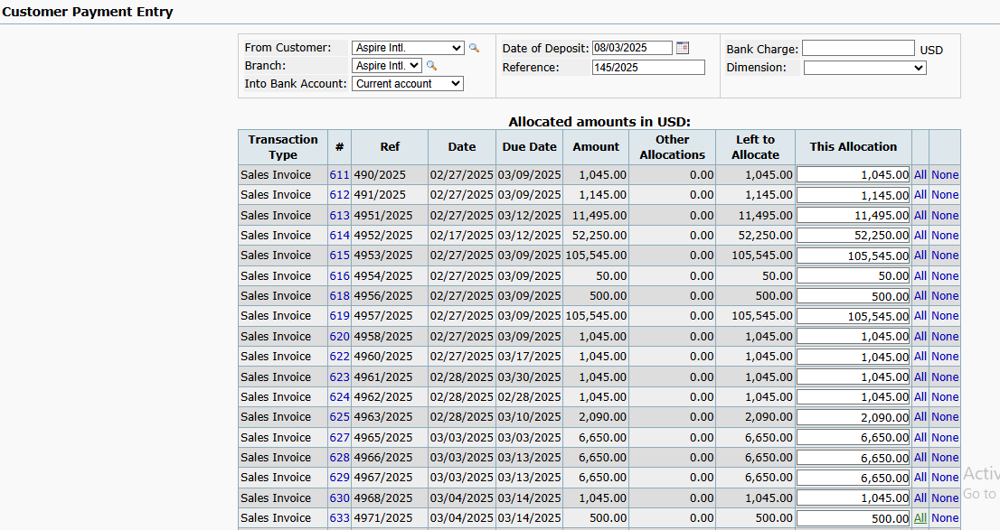 Customer Payment Entry
From Customer: Aspire Intl. Date of Deposit: 08/03/2025 Bank Charge: USD
Branch: Aspire Intl. Reference: 145/2025 Dimension:
Into Bank Account: Current account
Allocated amounts in USD:
Transaction Type # Ref Date Due Date Amount Other Allocations Left to Allocate This Allocation
Sales Invoice 611 490/2025 02/27/2025 03/09/2025 1,045.00 0.00 1,045.00 1,045.00 All None
Sales Invoice 612 491/2025 02/27/2025 03/09/2025 1,145.00 0.00 1,145.00 1,145.00 All None
Sales Invoice 613 4951/2025 02/27/2025 03/12/2025 11,495.00 0.00 11,495.00 11,495.00 All None
Sales Invoice 614 4952/2025 02/17/2025 03/12/2025 52,250.00 0.00 52,250.00 52,250.00 All None
Sales Invoice 615 4953/2025 02/27/2025 03/09/2025 105,545.00 0.00 105,545.00 105,545.00 All None
Sales Invoice 616 4954/2025 02/27/2025 03/09/2025 50.00 0.00 50.00 50.00 All None
Sales Invoice 618 4956/2025 02/27/2025 03/09/2025 500.00 0.00 500.00 500.00 All None
Sales Invoice 619 4957/2025 02/27/2025 03/09/2025 105,545.00 0.00 105,545.00 105,545.00 All None
Sales Invoice 620 4958/2025 02/27/2025 03/09/2025 1,045.00 0.00 1,045.00 1,045.00 All None
Sales Invoice 622 4960/2025 02/27/2025 03/17/2025 1,045.00 0.00 1,045.00 1,045.00 All None
Sales Invoice 623 4961/2025 02/28/2025 03/30/2025 1,045.00 0.00 1,045.00 1,045.00 All None
Sales Invoice 624 4962/2025 02/28/2025 02/28/2025 1,045.00 0.00 1,045.00 1,045.00 All None
Sales Invoice 625 4963/2025 02/28/2025 03/10/2025 2,090.00 0.00 2,090.00 2,090.00 All None
Sales Invoice 627 4965/2025 03/03/2025 03/03/2025 6,650.00 0.00 6,650.00 6,650.00 All None
Sales Invoice 628 4966/2025 03/03/2025 03/13/2025 6,650.00 0.00 6,650.00 6,650.00 All None
Sales Invoice 629 4967/2025 03/03/2025 03/13/2025 6,650.00 0.00 6,650.00 6,650.00 All None
Sales Invoice 630 4968/2025 03/04/2025 03/14/2025 1,045.00 0.00 1,045.00 1,045.00 All None
Sales Invoice 633 4971/2025 03/04/2025 03/14/2025 500.00 0.00 500.00 500.00 All None
Activ
Go to